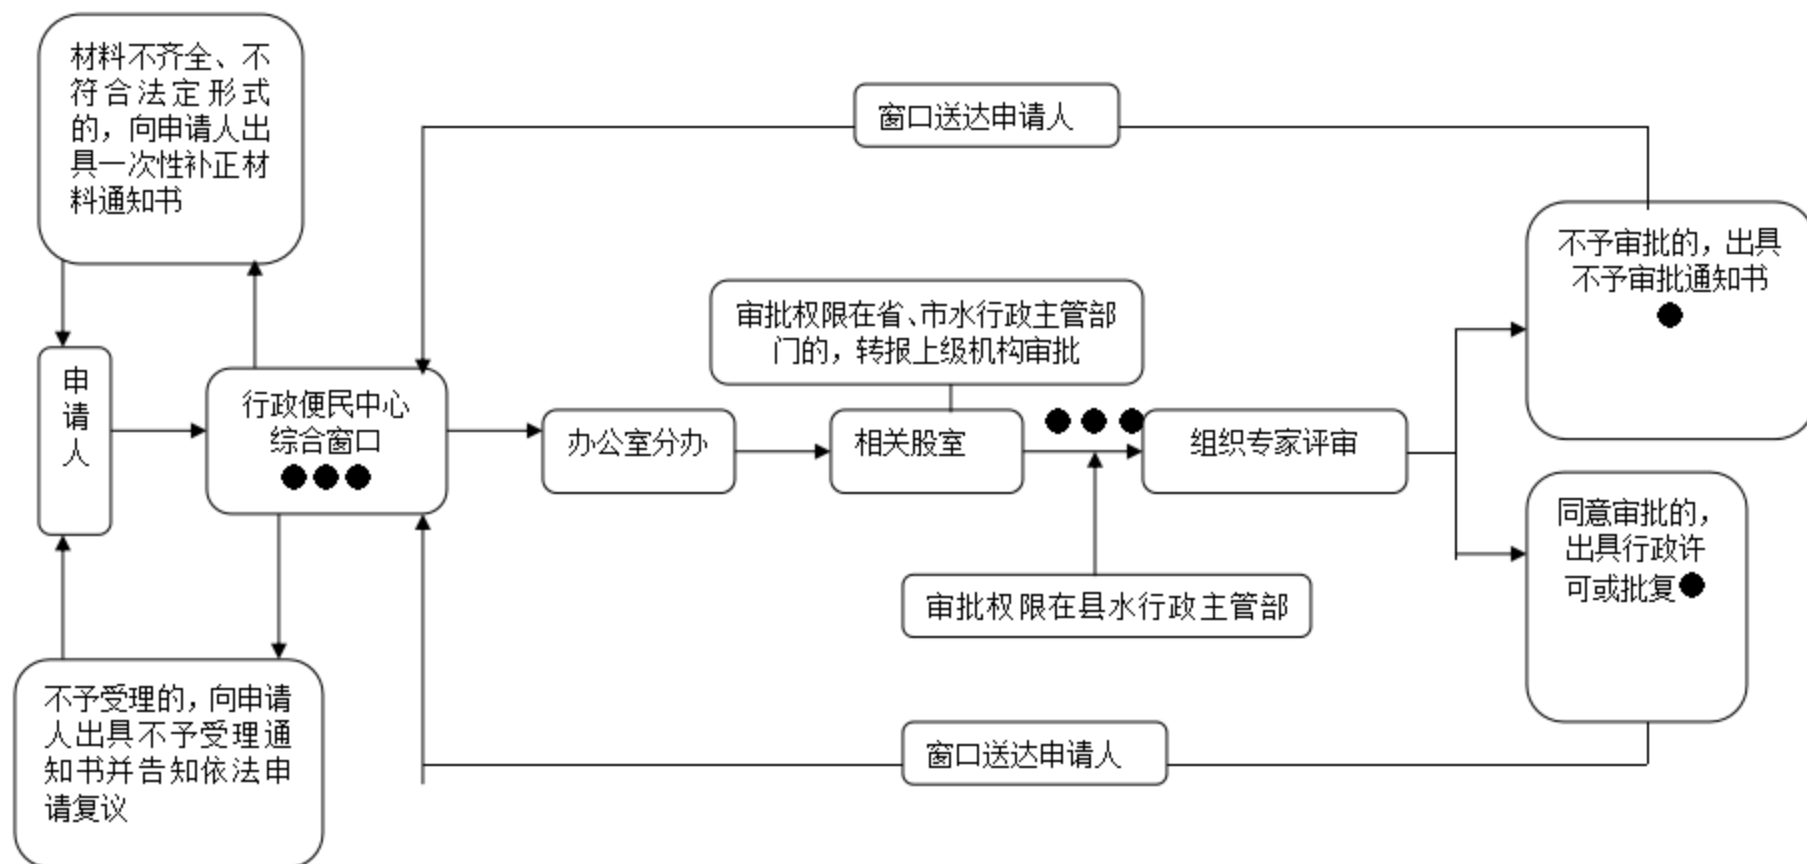 材料不齐全、不
符合法定形式
的，向申请人出
具一次性补正材
料通知书
窗口送达申请人
不予审批的，出具
不予审批通知书
审批权限在省、市水行政主管部
门的，转报上级机构审批
申
请
人
行政便民中心
综合窗口
办公室分办
相关股室
组织专家评审
同意审批的，
出具行政许
可或批复
审批权限在县水行政主管部
不予受理的，向申请
人出具不予受理通
知书并告知依法申
请复议
窗口送达申请人